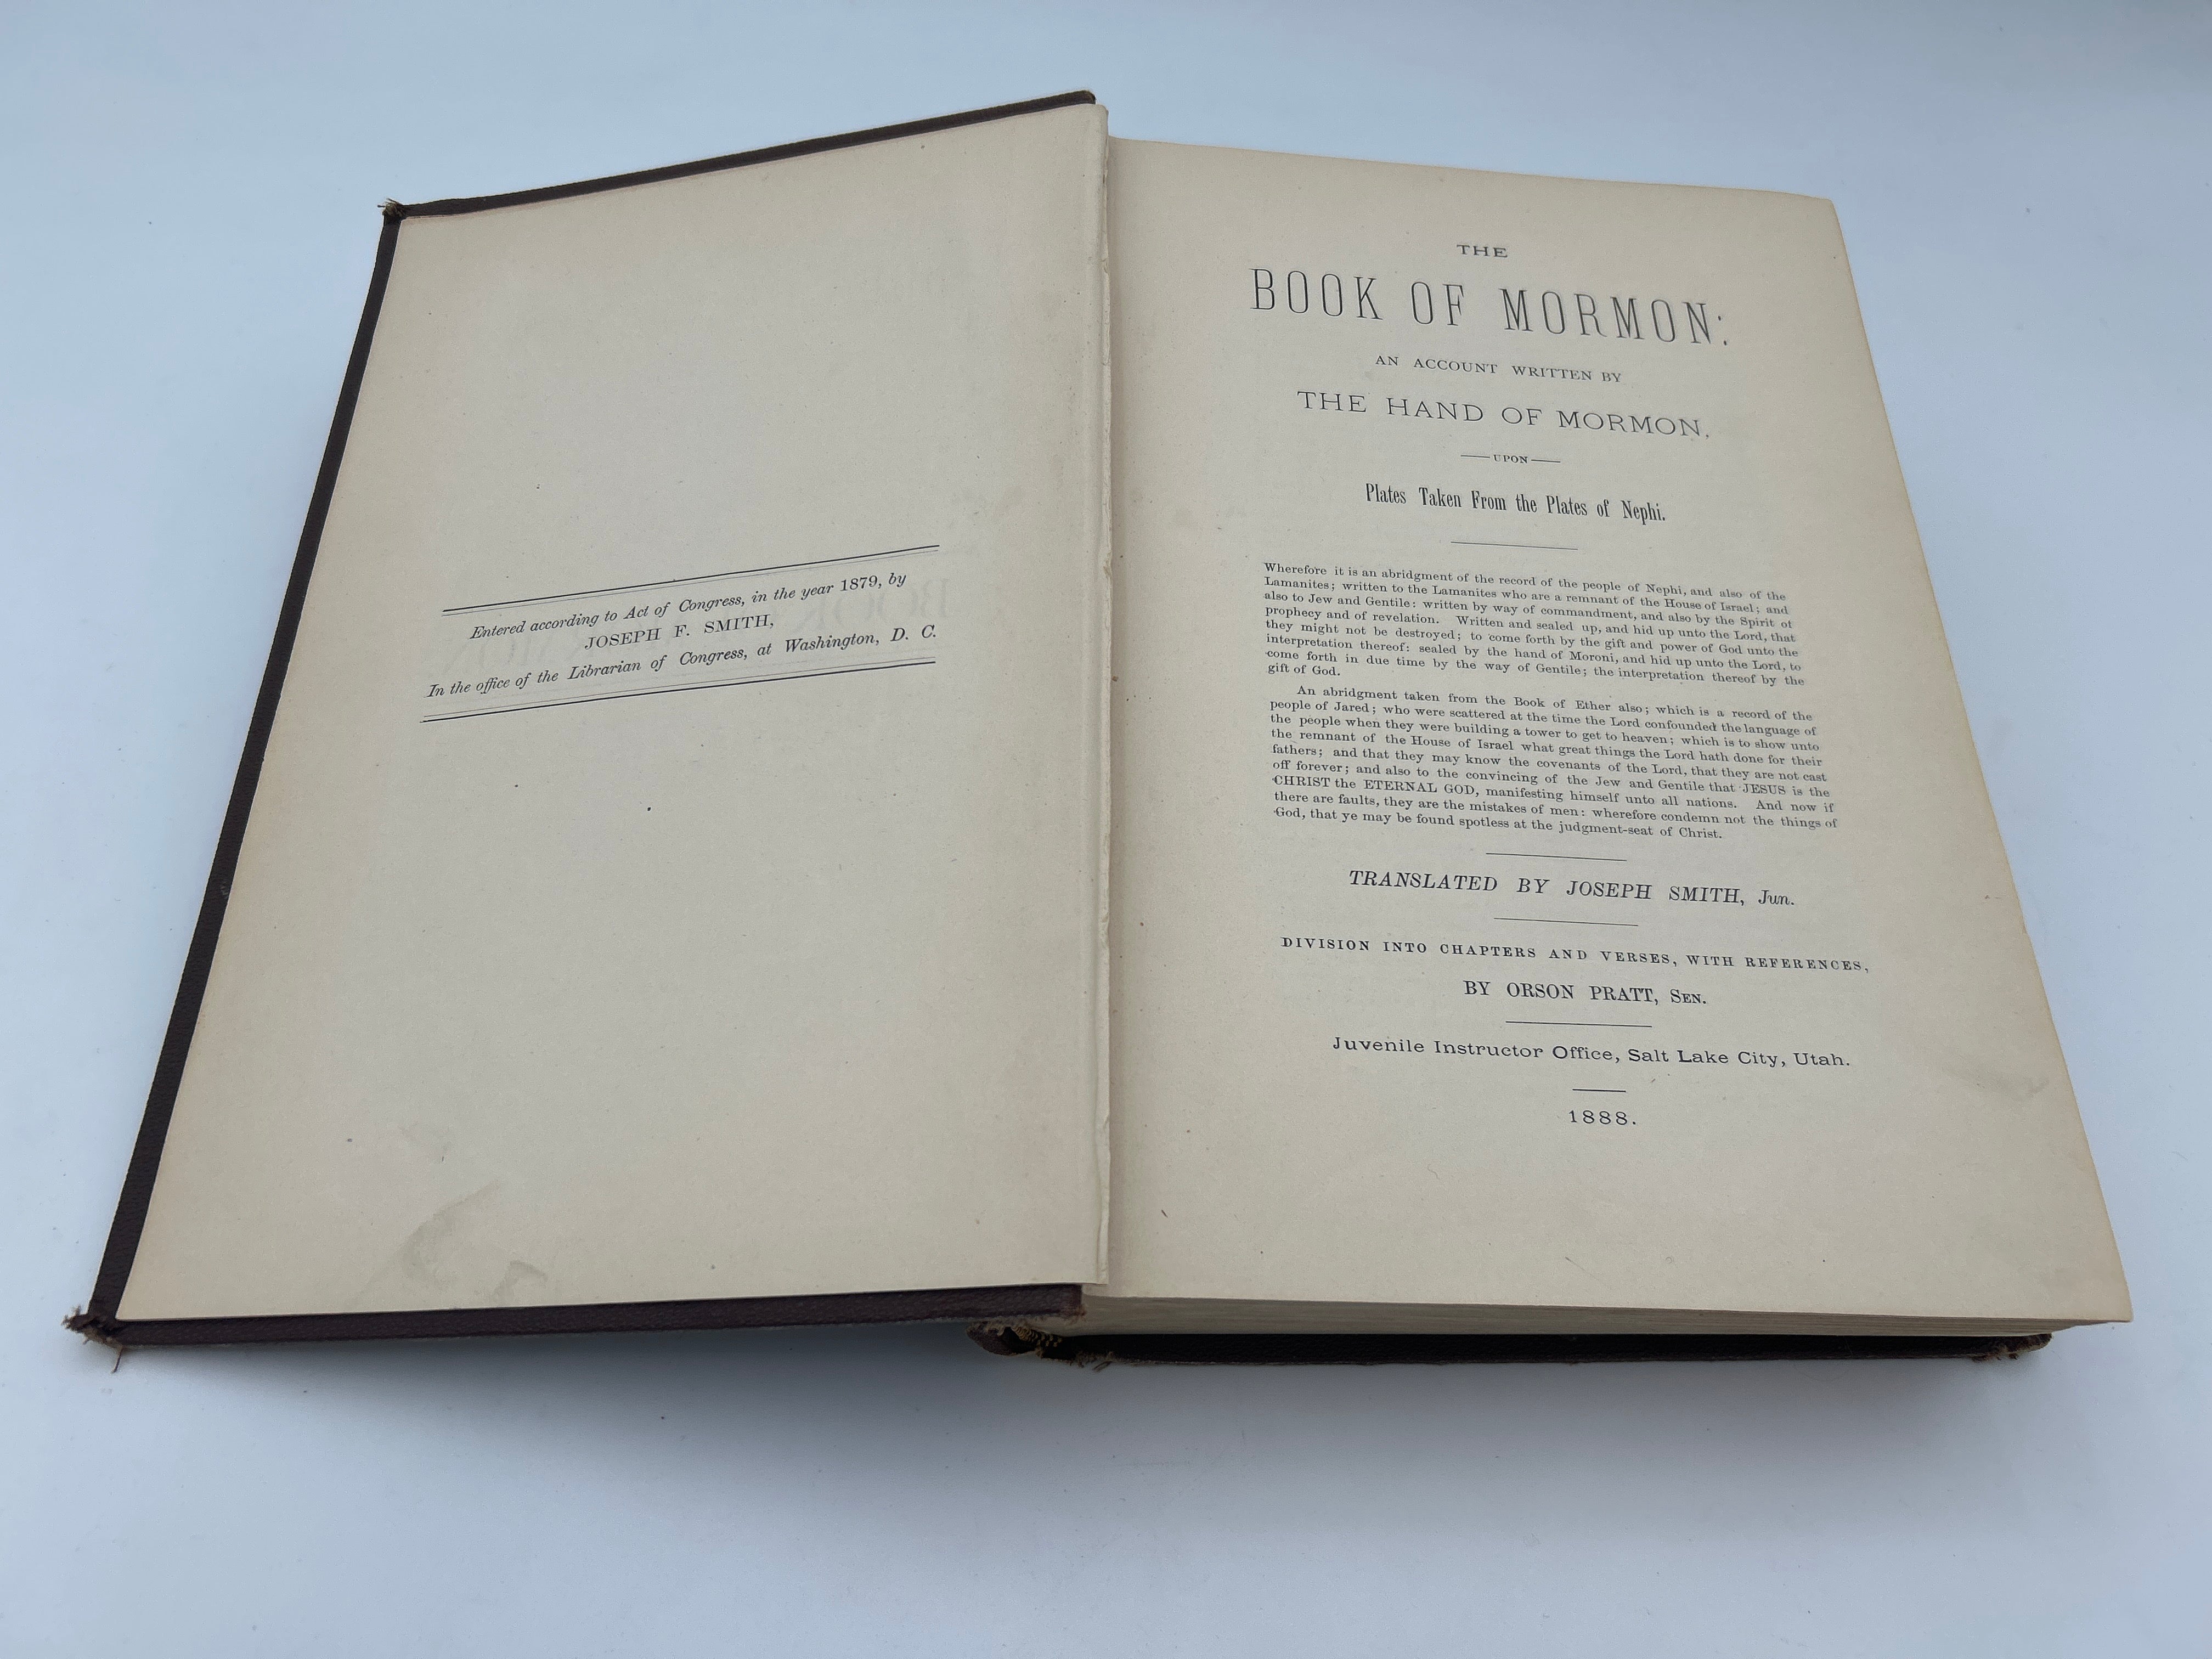 Entered according to Act of Congress, in the year 1879, by
JOSEPH F. SMITH,
In the office of the Librarian of Congress, at Washington, D. C.
THE
BOOK OF MORMON:
AN ACCOUNT WRITTEN BY
THE HAND OF MORMON,
UPON
Plates Taken From the Plates of Nephi.
Wherefore it is an abridgment of the record of the people of Nephi, and also of the
Lamanites; written to the Lamanites who are a remnant of the House of Israel; and
also to Jew and Gentile: written by way of commandment, and also by the Spirit of
prophecy and of revelation. Written and sealed up, and hid up unto the Lord, that
they might not be destroyed; to come forth by the gift and power of God unto the
interpretation thereof: sealed by the hand of Moroni, and hid up unto the Lord, to
come forth in due time by the way of Gentile; the interpretation thereof by the
gift of God.
An abridgment taken from the Book of Ether also; which is a record of the
people of Jared; who were scattered at the time the Lord confounded the language of
the people when they were building a tower to get to heaven; which is to show unto
the remnant of the House of Israel what great things the Lord hath done for their
fathers; and that they may know the covenants of the Lord, that they are not cast
off forever; and also to the convincing of the Jew and Gentile that JESUS is the
CHRIST the ETERNAL GOD, manifesting himself unto all nations. And now if
there are faults, they are the mistakes of men: wherefore condemn not the things of
God, that ye may be found spotless at the judgment-seat of Christ.
TRANSLATED BY JOSEPH SMITH, Jun.
DIVISION INTO CHAPTERS AND VERSES, WITH REFERENCES,
BY ORSON PRATT, SEN.
Juvenile Instructor Office, Salt Lake City, Utah.
1888.